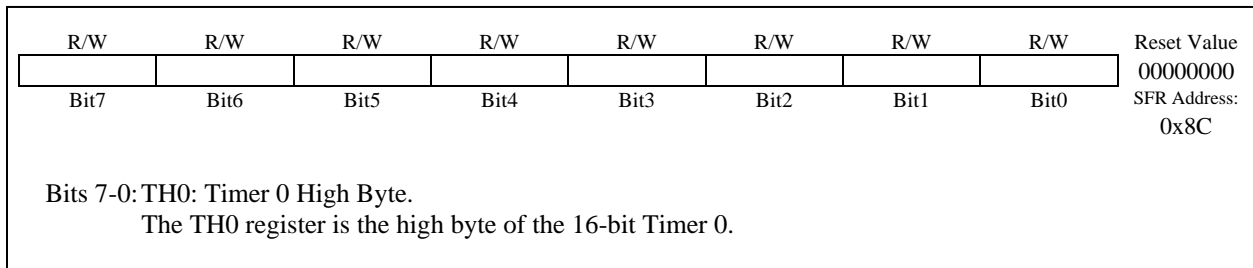 R/W R/W R/W R/W R/W R/W R/W R/W Reset Value
00000000
Bit7 Bit6 Bit5 Bit4 Bit3 Bit2 Bit1 Bit0 SFR Address:
0x8C
Bits 7-0: TH0: Timer 0 High Byte.
The TH0 register is the high byte of the 16-bit Timer 0.